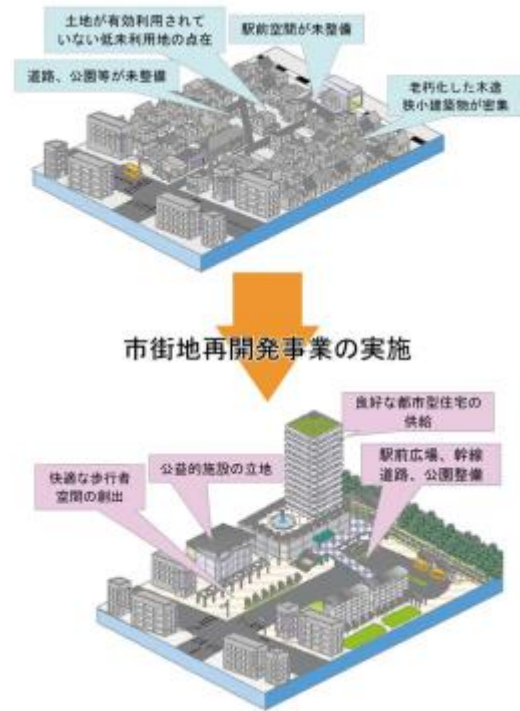 土地が有効利用されて
いない低未利用地の点在
駅前空間が未整備
道路、公園等が未整備
老朽化した木造
狭小建築物が密集
市街地再開発事業の実施
良好な都市型住宅の
供給
公益的施設の立地
駅前広場、幹線
道路、公園整備
快適な歩行者
空間の創出